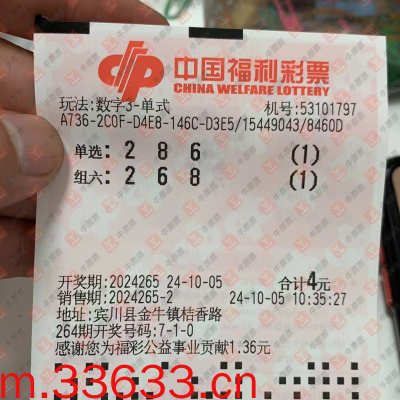 中国福利彩票
CHINA WELFARE LOTTERY
玩法:数字3-单式 机号:53101797
A736-2C0F-D4E8-146C-D3E5/15449043/8460D
单选: 2 8 6 (1)
组六: 2 6 8 (1)
开奖期:2024265 24-10-05 合计4元
销售期:2024265-2 24-10-05 10:35:27
地址:宾川县金牛镇桔香路
264期开奖号码:7-1-0
感谢您为福彩公益事业贡献1.36元
m.33633.cn